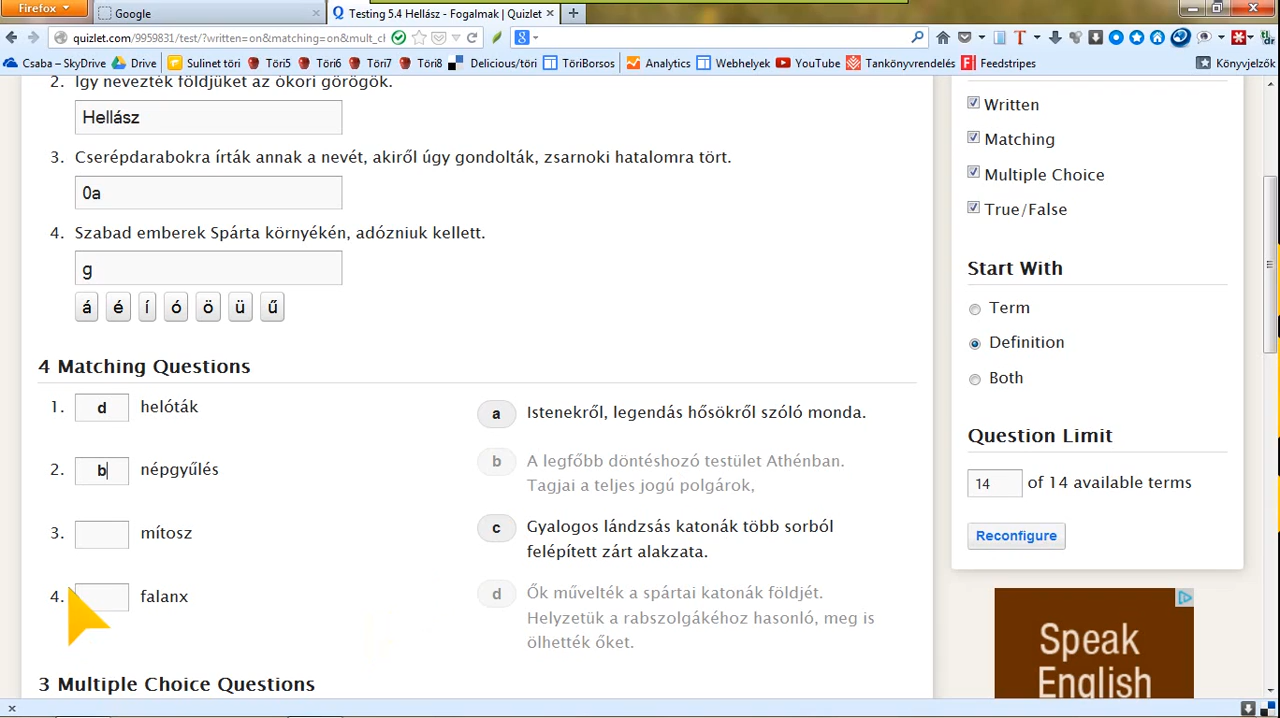 Firefox
Google
Testing 5.4 Hellász - Fogalmak | Quizlet
quizlet.com/9959831/test/?written=on&matching=on&mult_cl
Csaba – SkyDrive
Drive
Sulinet töri
Töri5
Töri6
Töri7
Töri8
Delicious/töri
TöriBorsos
Analytics
Webhelyek
YouTube
Tankönyvrendelés
Feedstripes
Könyvjelzők
2. Így nevezték földjüket az ókori görögök.
Hellász
3. Cserépdarabokra írták annak a nevét, akiről úgy gondolták, zsarnoki hatalomra tört.
0a
4. Szabad emberek Spárta környékén, adózniuk kellett.
g
á é í ó ö ü ű
4 Matching Questions
1. d helóták
2. b népgyűlés
3. mítosz
4. falanx
a Istenekről, legendás hősökről szóló monda.
b A legfőbb döntéshozó testület Athénban.
Tagjai a teljes jogú polgárok,
c Gyalogos lándzsás katonák több sorból
felépített zárt alakzata.
d Ők művelték a spártai katonák földjét.
Helyzetük a rabszolgákéhoz hasonló, meg is
ölhették őket.
3 Multiple Choice Questions
Written
Matching
Multiple Choice
True/False
Start With
Term
Definition
Both
Question Limit
14 of 14 available terms
Reconfigure
Speak
English